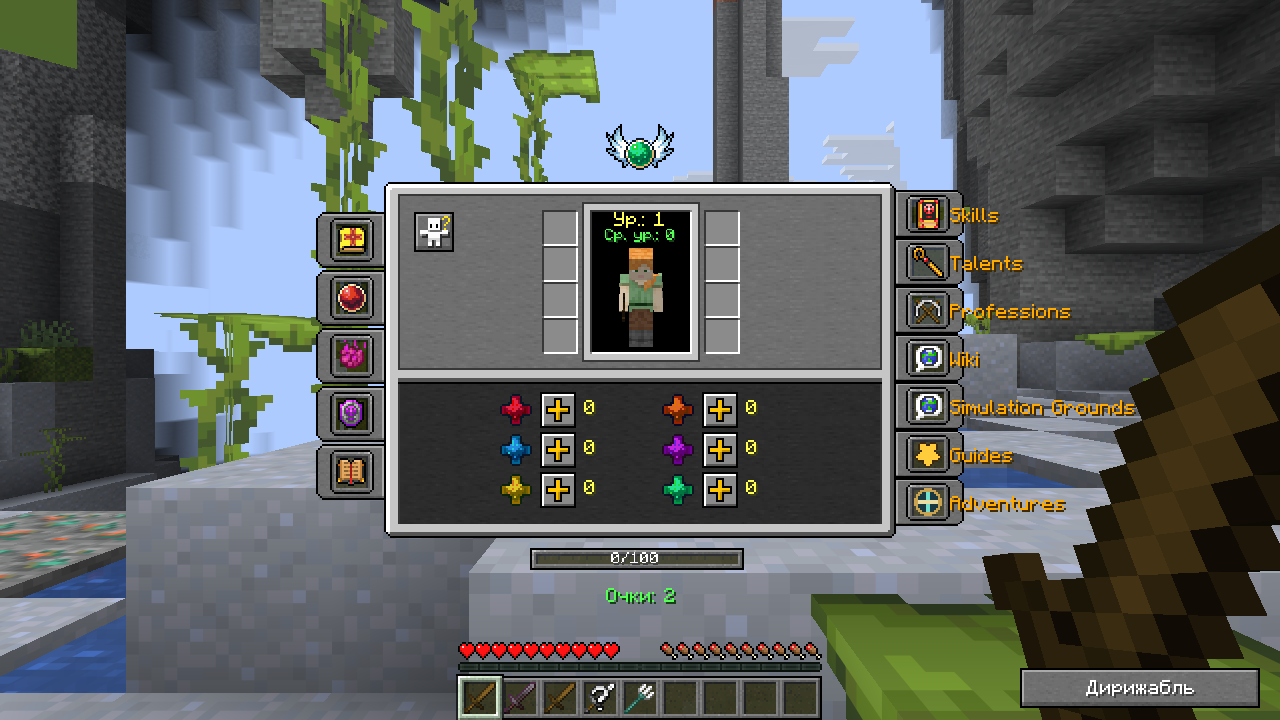 Ур.: 1
Ср. ур.: 0
Skills
Talents
Professions
Wiki
Simulation Grounds
Guides
Adventures
0
0
0
0
0
0
0/100
Очки: 2
Дирижабль